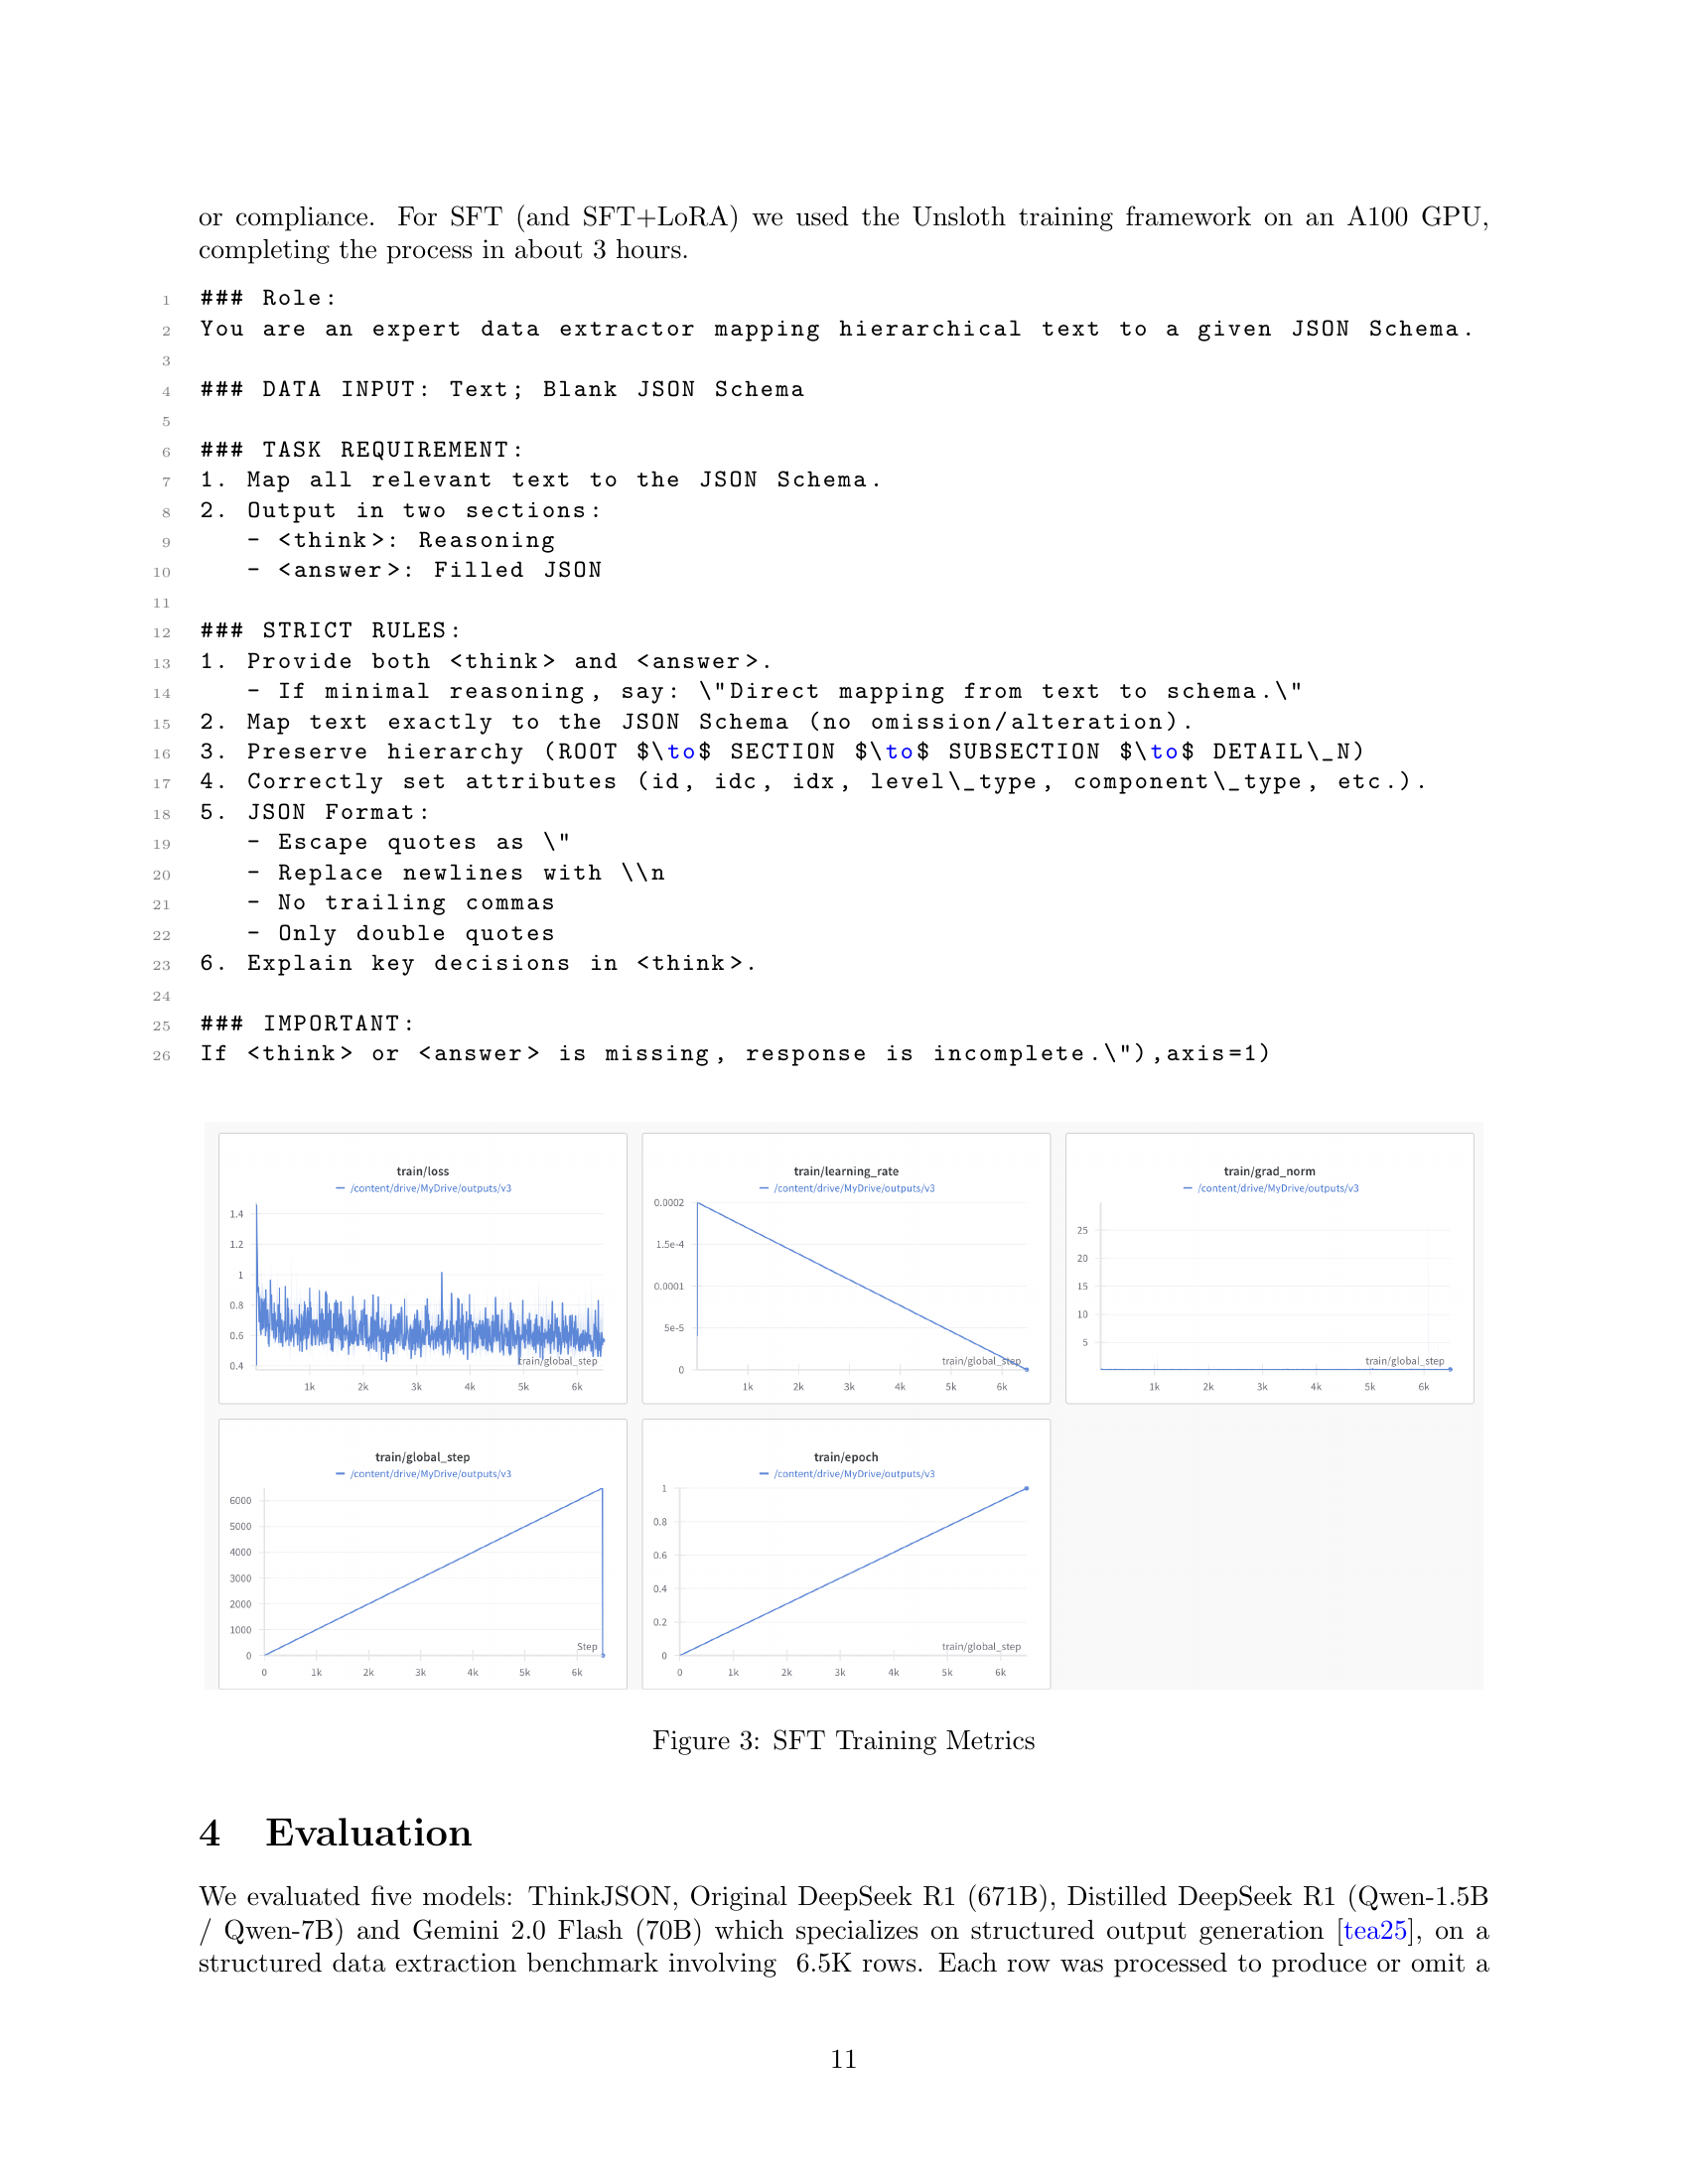 or compliance. For SFT (and SFT+LoRA) we used the Unsloth training framework on an A100 GPU,
completing the process in about 3 hours.
1 ### Role:
2 You are an expert data extractor mapping hierarchical text to a given JSON Schema.
3
4 ### DATA INPUT: Text; Blank JSON Schema
5
6 ### TASK REQUIREMENT:
7 1. Map all relevant text to the JSON Schema.
8 2. Output in two sections:
9    - <think>: Reasoning
10    - <answer>: Filled JSON
11
12 ### STRICT RULES:
13 1. Provide both <think> and <answer>.
14    - If minimal reasoning, say: \"Direct mapping from text to schema.\"
15 2. Map text exactly to the JSON Schema (no omission/alteration).
16 3. Preserve hierarchy (ROOT $\to$ SECTION $\to$ SUBSECTION $\to$ DETAIL\_N)
17 4. Correctly set attributes (id, idc, idx, level\_type, component\_type, etc.).
18 5. JSON Format:
19    - Escape quotes as \"
20    - Replace newlines with \\n
21    - No trailing commas
22    - Only double quotes
23 6. Explain key decisions in <think>.
24
25 ### IMPORTANT:
26 If <think> or <answer> is missing, response is incomplete.\"),axis=1)
train/loss
/content/drive/MyDrive/outputs/v3
1.4
1.2
1
0.8
0.6
0.4
train/global_step
1k 2k 3k 4k 5k 6k
train/learning_rate
/content/drive/MyDrive/outputs/v3
0.0002
1.5e-4
0.0001
5e-5
0
train/global_step
1k 2k 3k 4k 5k 6k
train/grad_norm
/content/drive/MyDrive/outputs/v3
25
20
15
10
5
train/global_step
1k 2k 3k 4k 5k 6k
train/global_step
/content/drive/MyDrive/outputs/v3
6000
5000
4000
3000
2000
1000
0
Step
0 1k 2k 3k 4k 5k 6k
train/epoch
/content/drive/MyDrive/outputs/v3
1
0.8
0.6
0.4
0.2
0
train/global_step
0 1k 2k 3k 4k 5k 6k
Figure 3: SFT Training Metrics
4 Evaluation
We evaluated five models: ThinkJSON, Original DeepSeek R1 (671B), Distilled DeepSeek R1 (Qwen-1.5B
/ Qwen-7B) and Gemini 2.0 Flash (70B) which specializes on structured output generation [tea25], on a
structured data extraction benchmark involving 6.5K rows. Each row was processed to produce or omit a
11